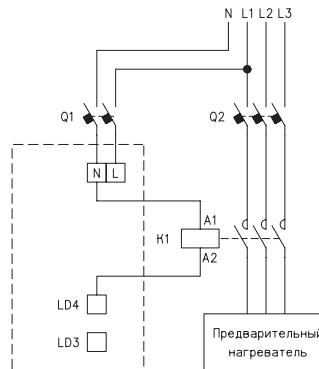 N L1 L2 L3
Q1
Q2
N L
A1
K1
A2
LD4
LD3
Предварительный
нагреватель